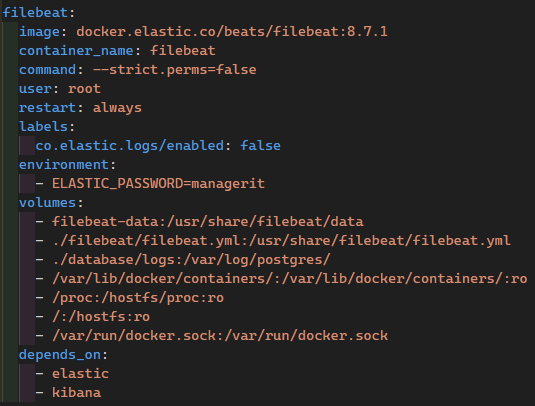 filebeat:
image: docker.elastic.co/beats/filebeat:8.7.1
container_name: filebeat
command: --strict.perms=false
user: root
restart: always
labels:
co.elastic.logs/enabled: false
environment:
- ELASTIC_PASSWORD=managerit
volumes:
- filebeat-data:/usr/share/filebeat/data
- ./filebeat/filebeat.yml:/usr/share/filebeat/filebeat.yml
- ./database/logs:/var/log/postgres/
- /var/lib/docker/containers/:/var/lib/docker/containers/:ro
- /proc:/hostfs/proc:ro
- /:/hostfs:ro
- /var/run/docker.sock:/var/run/docker.sock
depends_on:
- elastic
- kibana